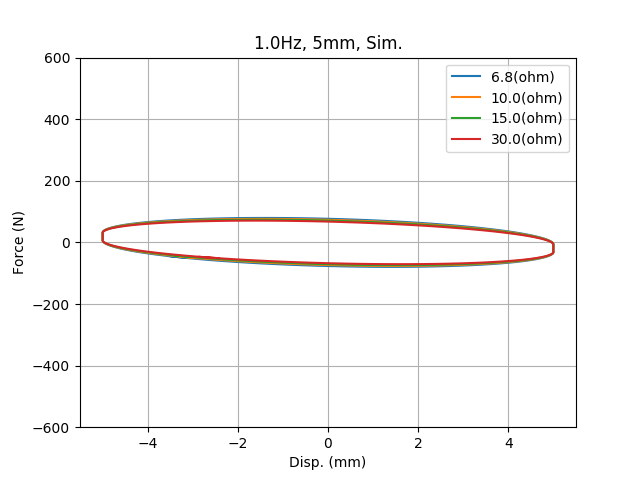 1.0Hz, 5mm, Sim.
6.8(ohm)
10.0(ohm)
15.0(ohm)
30.0(ohm)
600
400
200
0
−200
−400
−600
Force (N)
−4 −2 0 2 4
Disp. (mm)